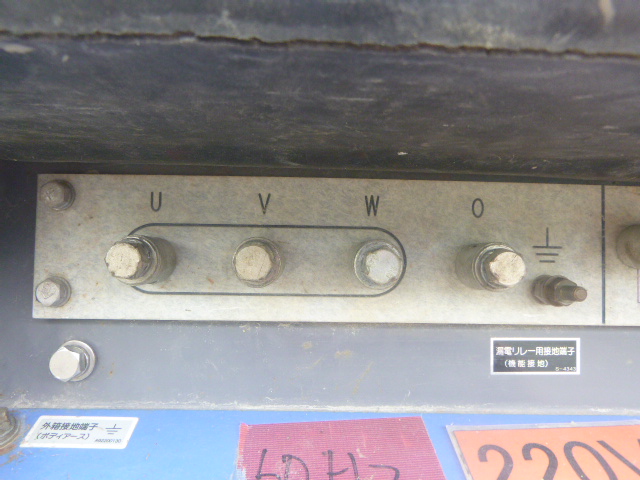 U V W O
漏電リレー用接地端子
(機能接地)
S-4343
外箱接地端子
(ボディアース)
60Hz
220V